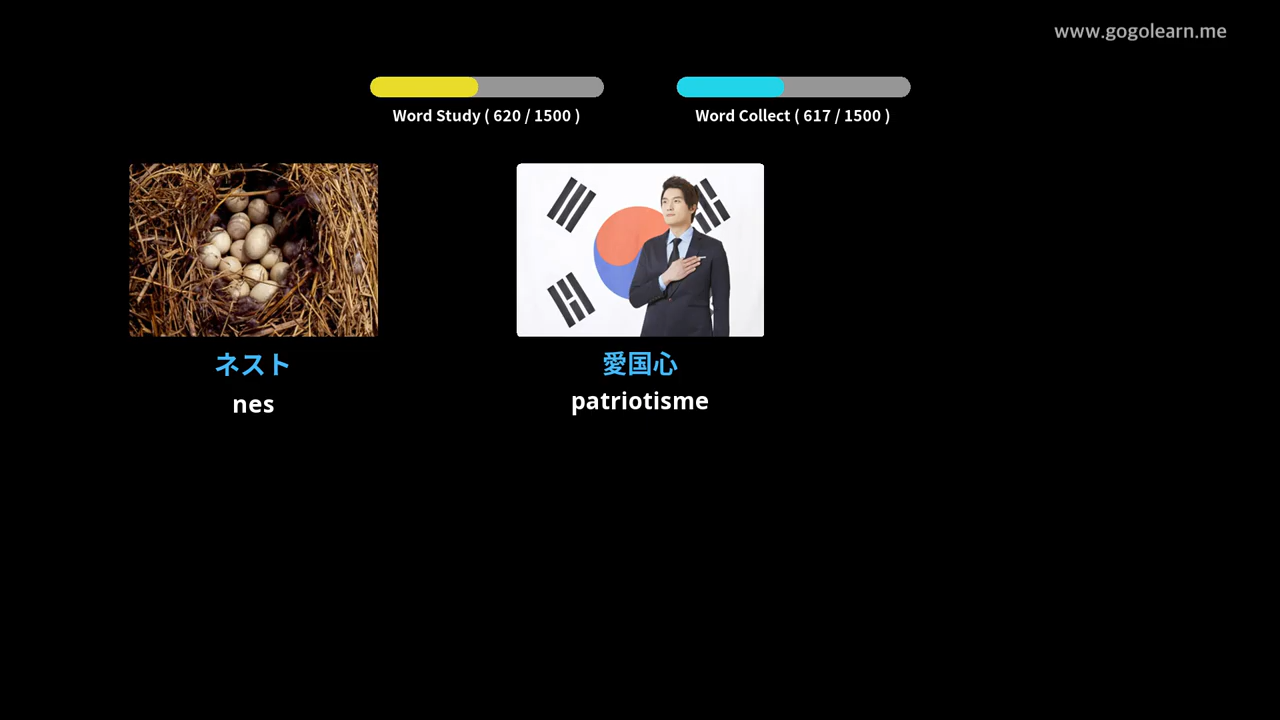 www.gogolearn.me
Word Study ( 620 / 1500 )
Word Collect ( 617 / 1500 )
ネスト
愛国心
nes
patriotisme